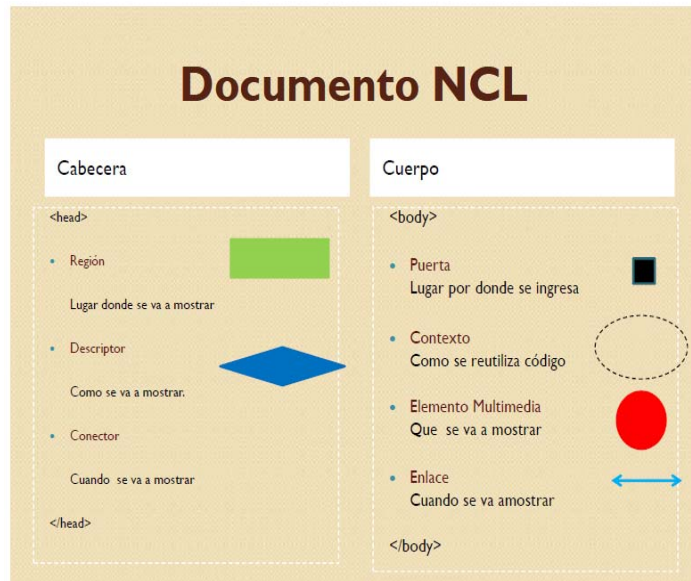 Documento NCL
Cabecera
<head>
• Región
Lugar donde se va a mostrar
• Descriptor
Como se va a mostrar.
• Conector
Cuando se va a mostrar
</head>
Cuerpo
<body>
• Puerta
Lugar por donde se ingresa
• Contexto
Como se reutiliza código
• Elemento Multimedia
Que se va a mostrar
• Enlace
Cuando se va amostrar
</body>